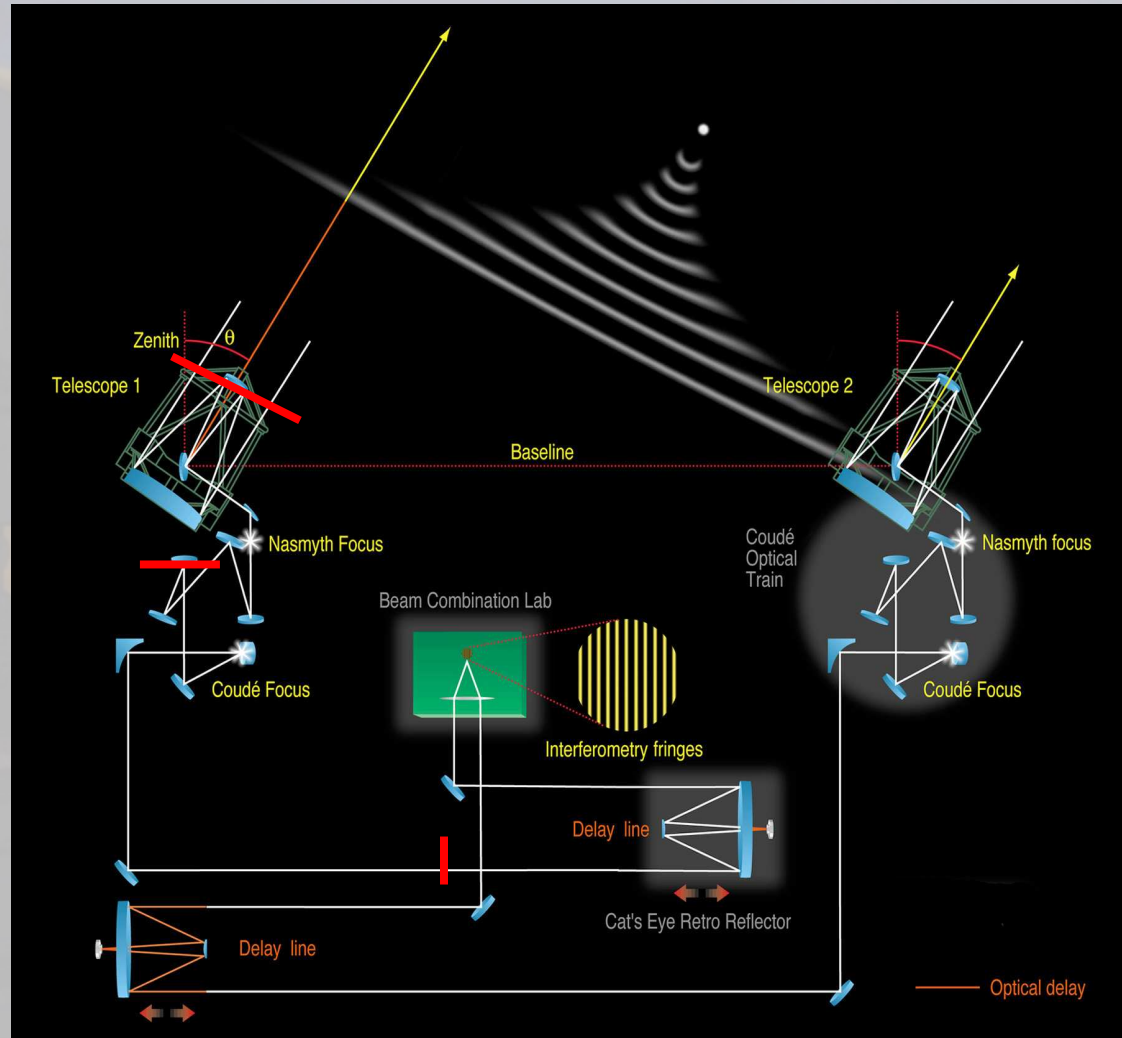 Zenith
θ
Telescope 1
Telescope 2
Baseline
Nasmyth Focus
Coudé
Optical
Train
Nasmyth focus
Beam Combination Lab
Coudé Focus
Coudé Focus
Interferometry fringes
Delay line
Cat's Eye Retro Reflector
Delay line
Optical delay